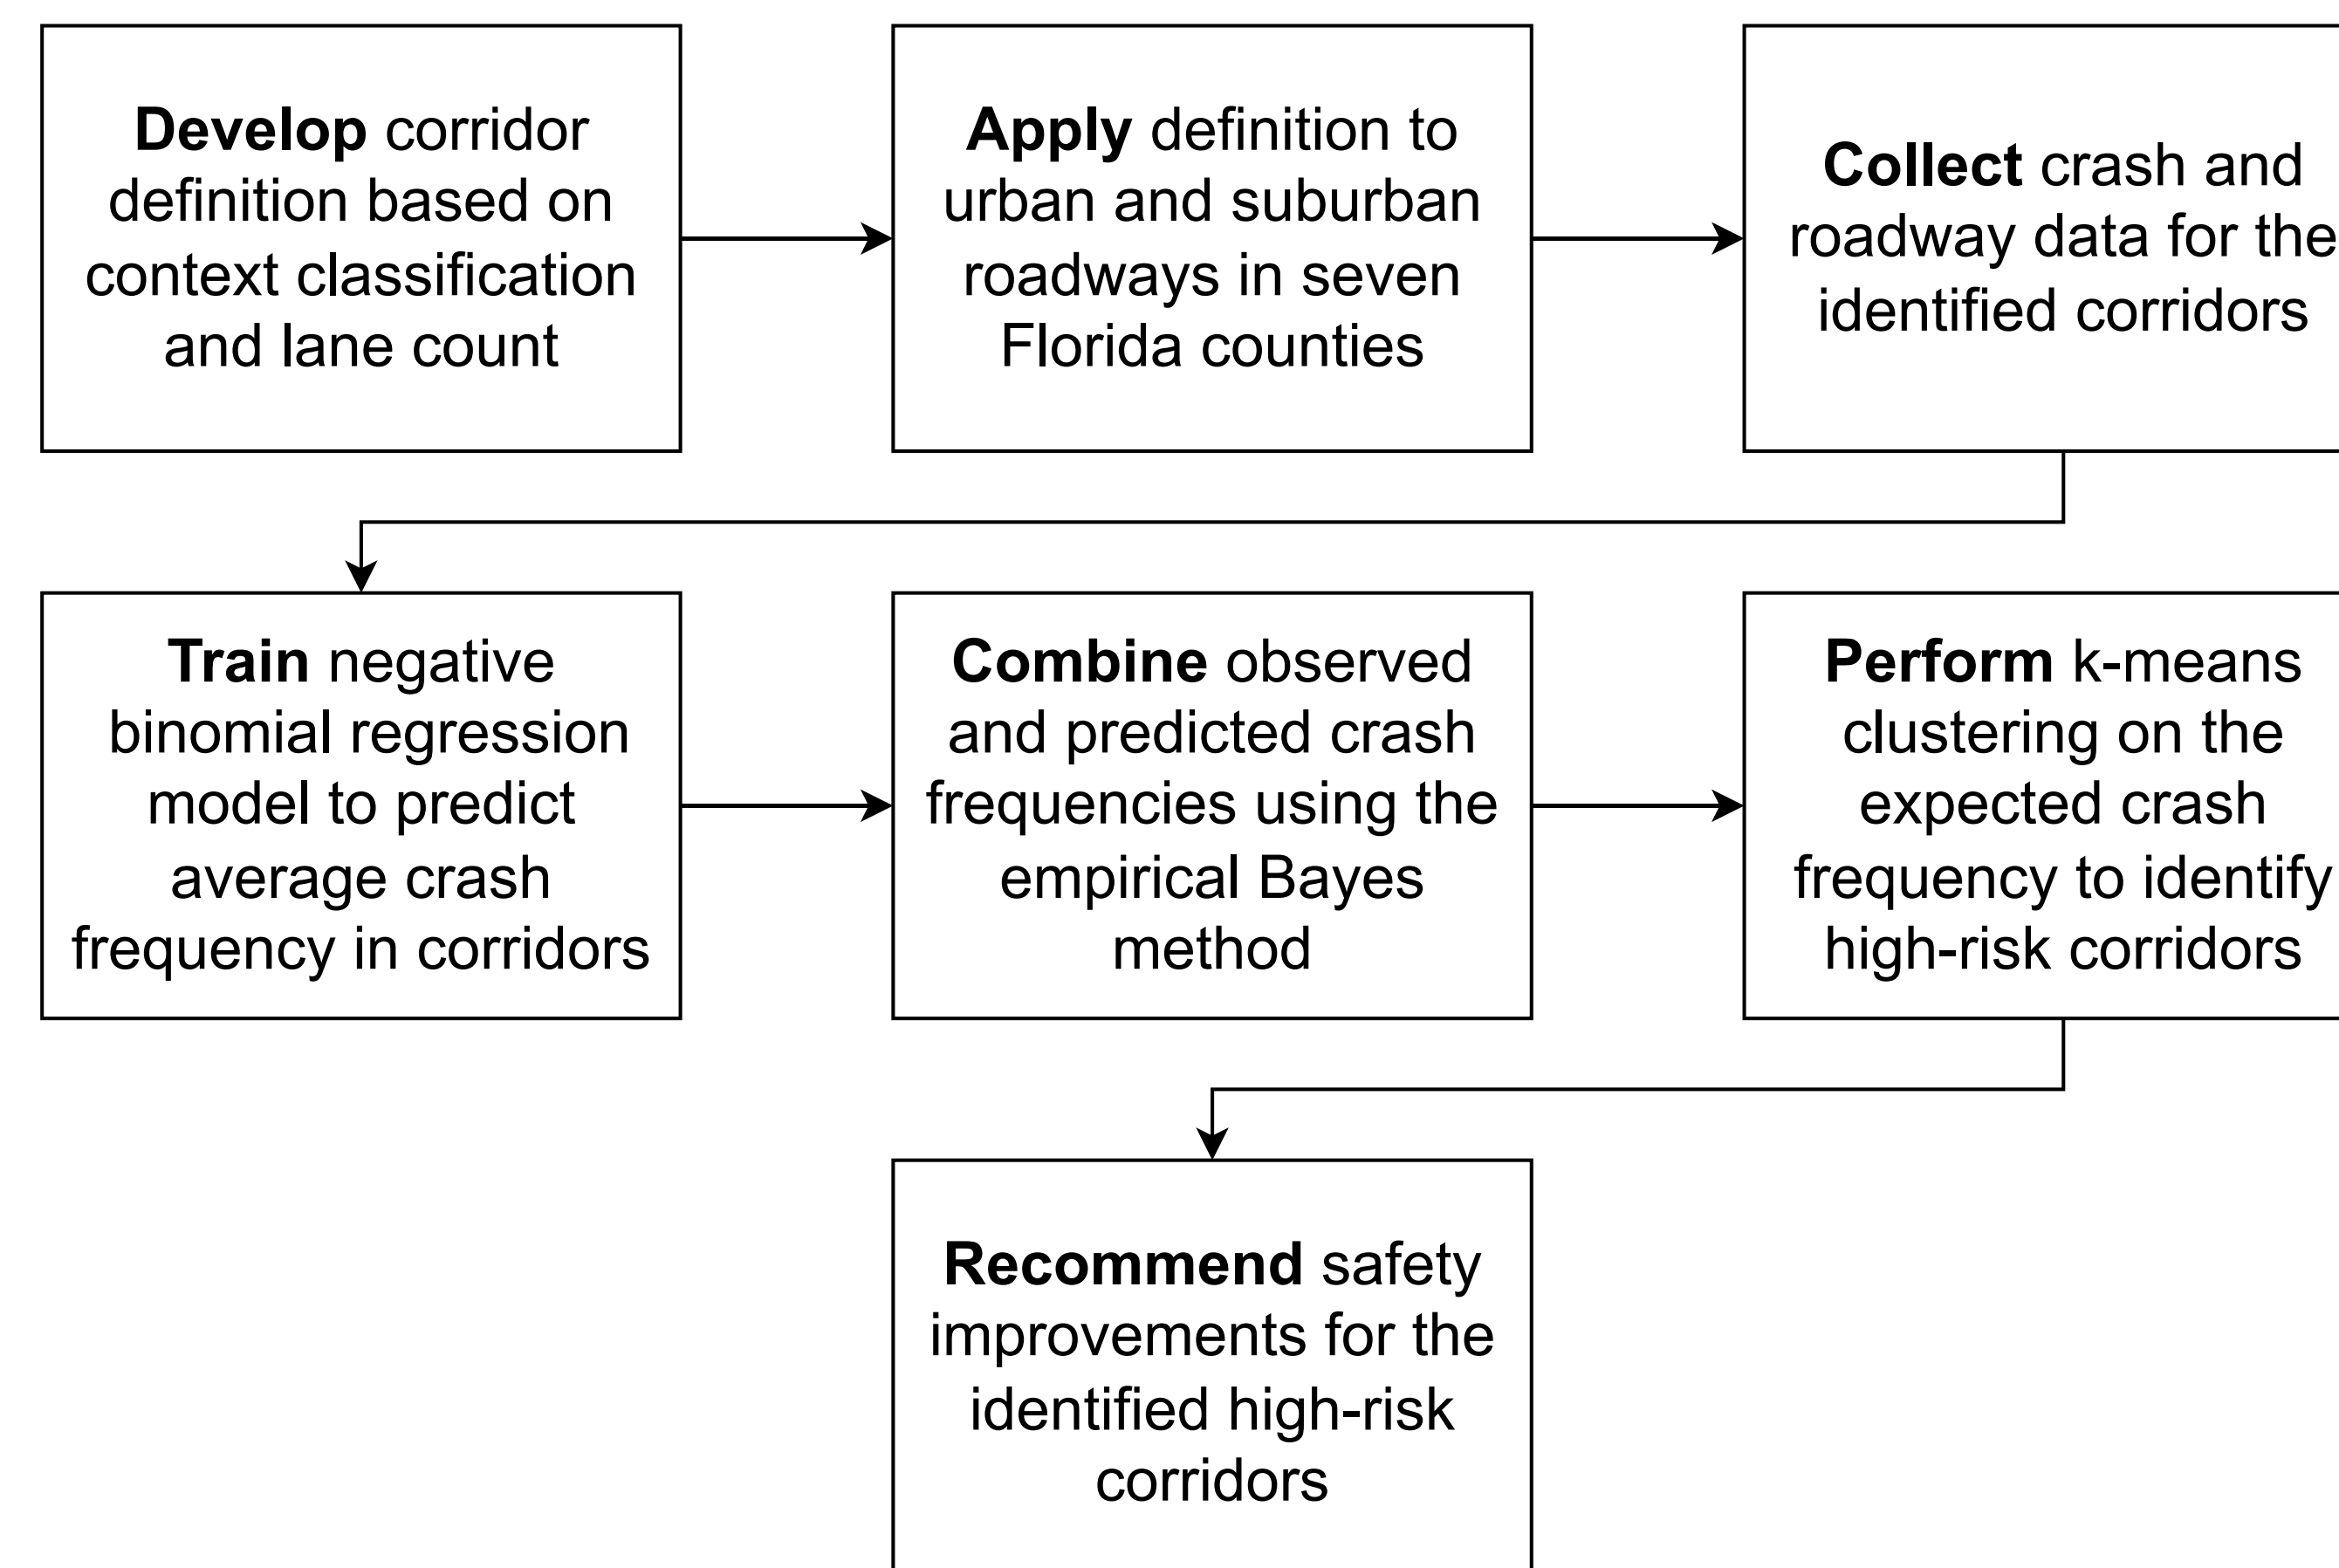 Develop corridor
definition based on
context classification
and lane count
Apply definition to
urban and suburban
roadways in seven
Florida counties
Collect crash and
roadway data for the
identified corridors
Train negative
binomial regression
model to predict
average crash
frequency in corridors
Combine observed
and predicted crash
frequencies using the
empirical Bayes
method
Perform k-means
clustering on the
expected crash
frequency to identify
high-risk corridors
Recommend safety
improvements for the
identified high-risk
corridors